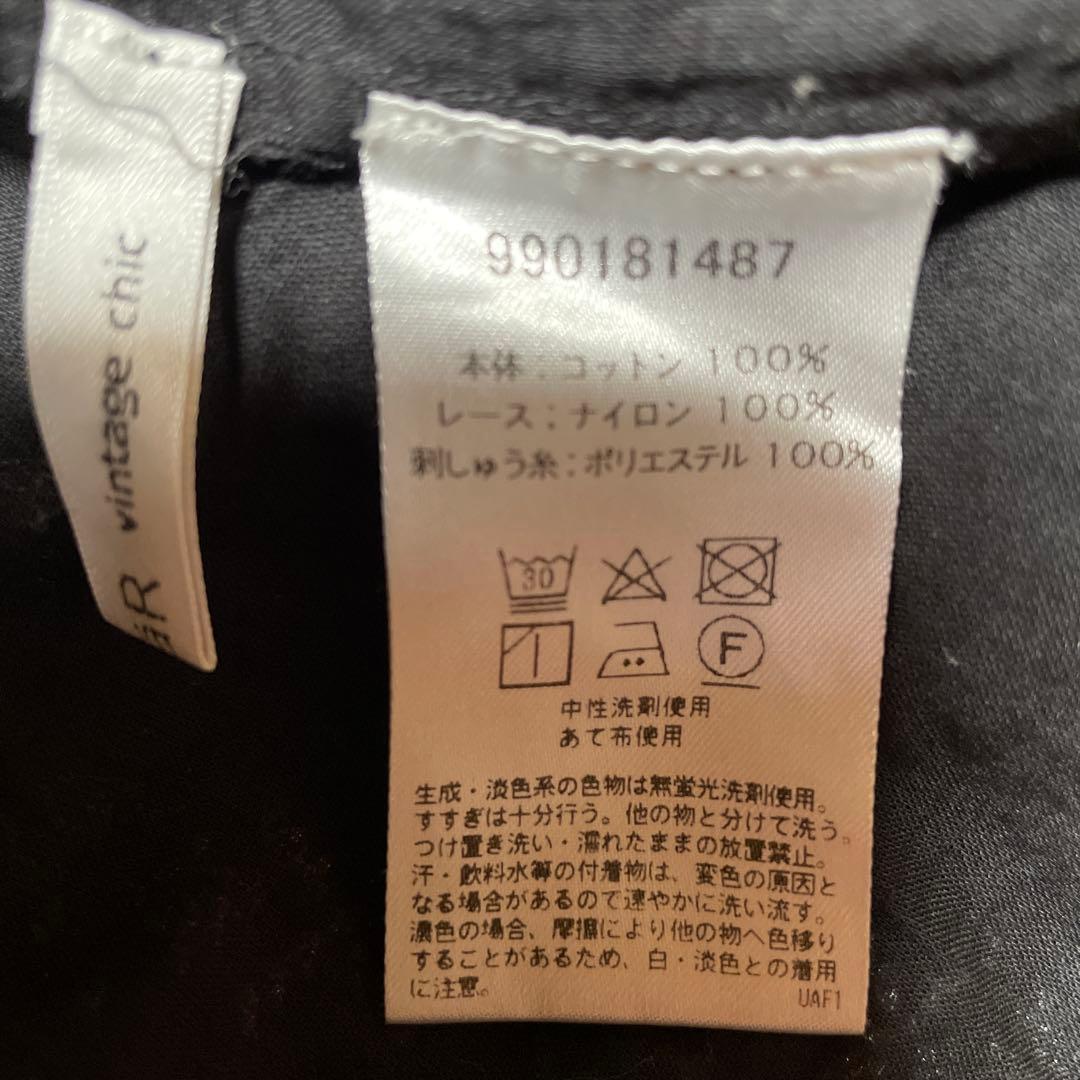 vintage chic
990181487
本体：コットン 100%
レース：ナイロン 100%
刺しゅう糸：ポリエステル 100%
30
F
中性洗剤使用
あて布使用
生成・淡色系の色物は無蛍光洗剤使用。
すすぎは十分行う。他の物と分けて洗う。
つけ置き洗い・濡れたままの放置禁止。
汗・飲料水等の付着物は、変色の原因と
なる場合があるので速やかに洗い流す。
濃色の場合、摩擦により他の物へ色移り
することがあるため、白・淡色との着用
に注意。
UAF1